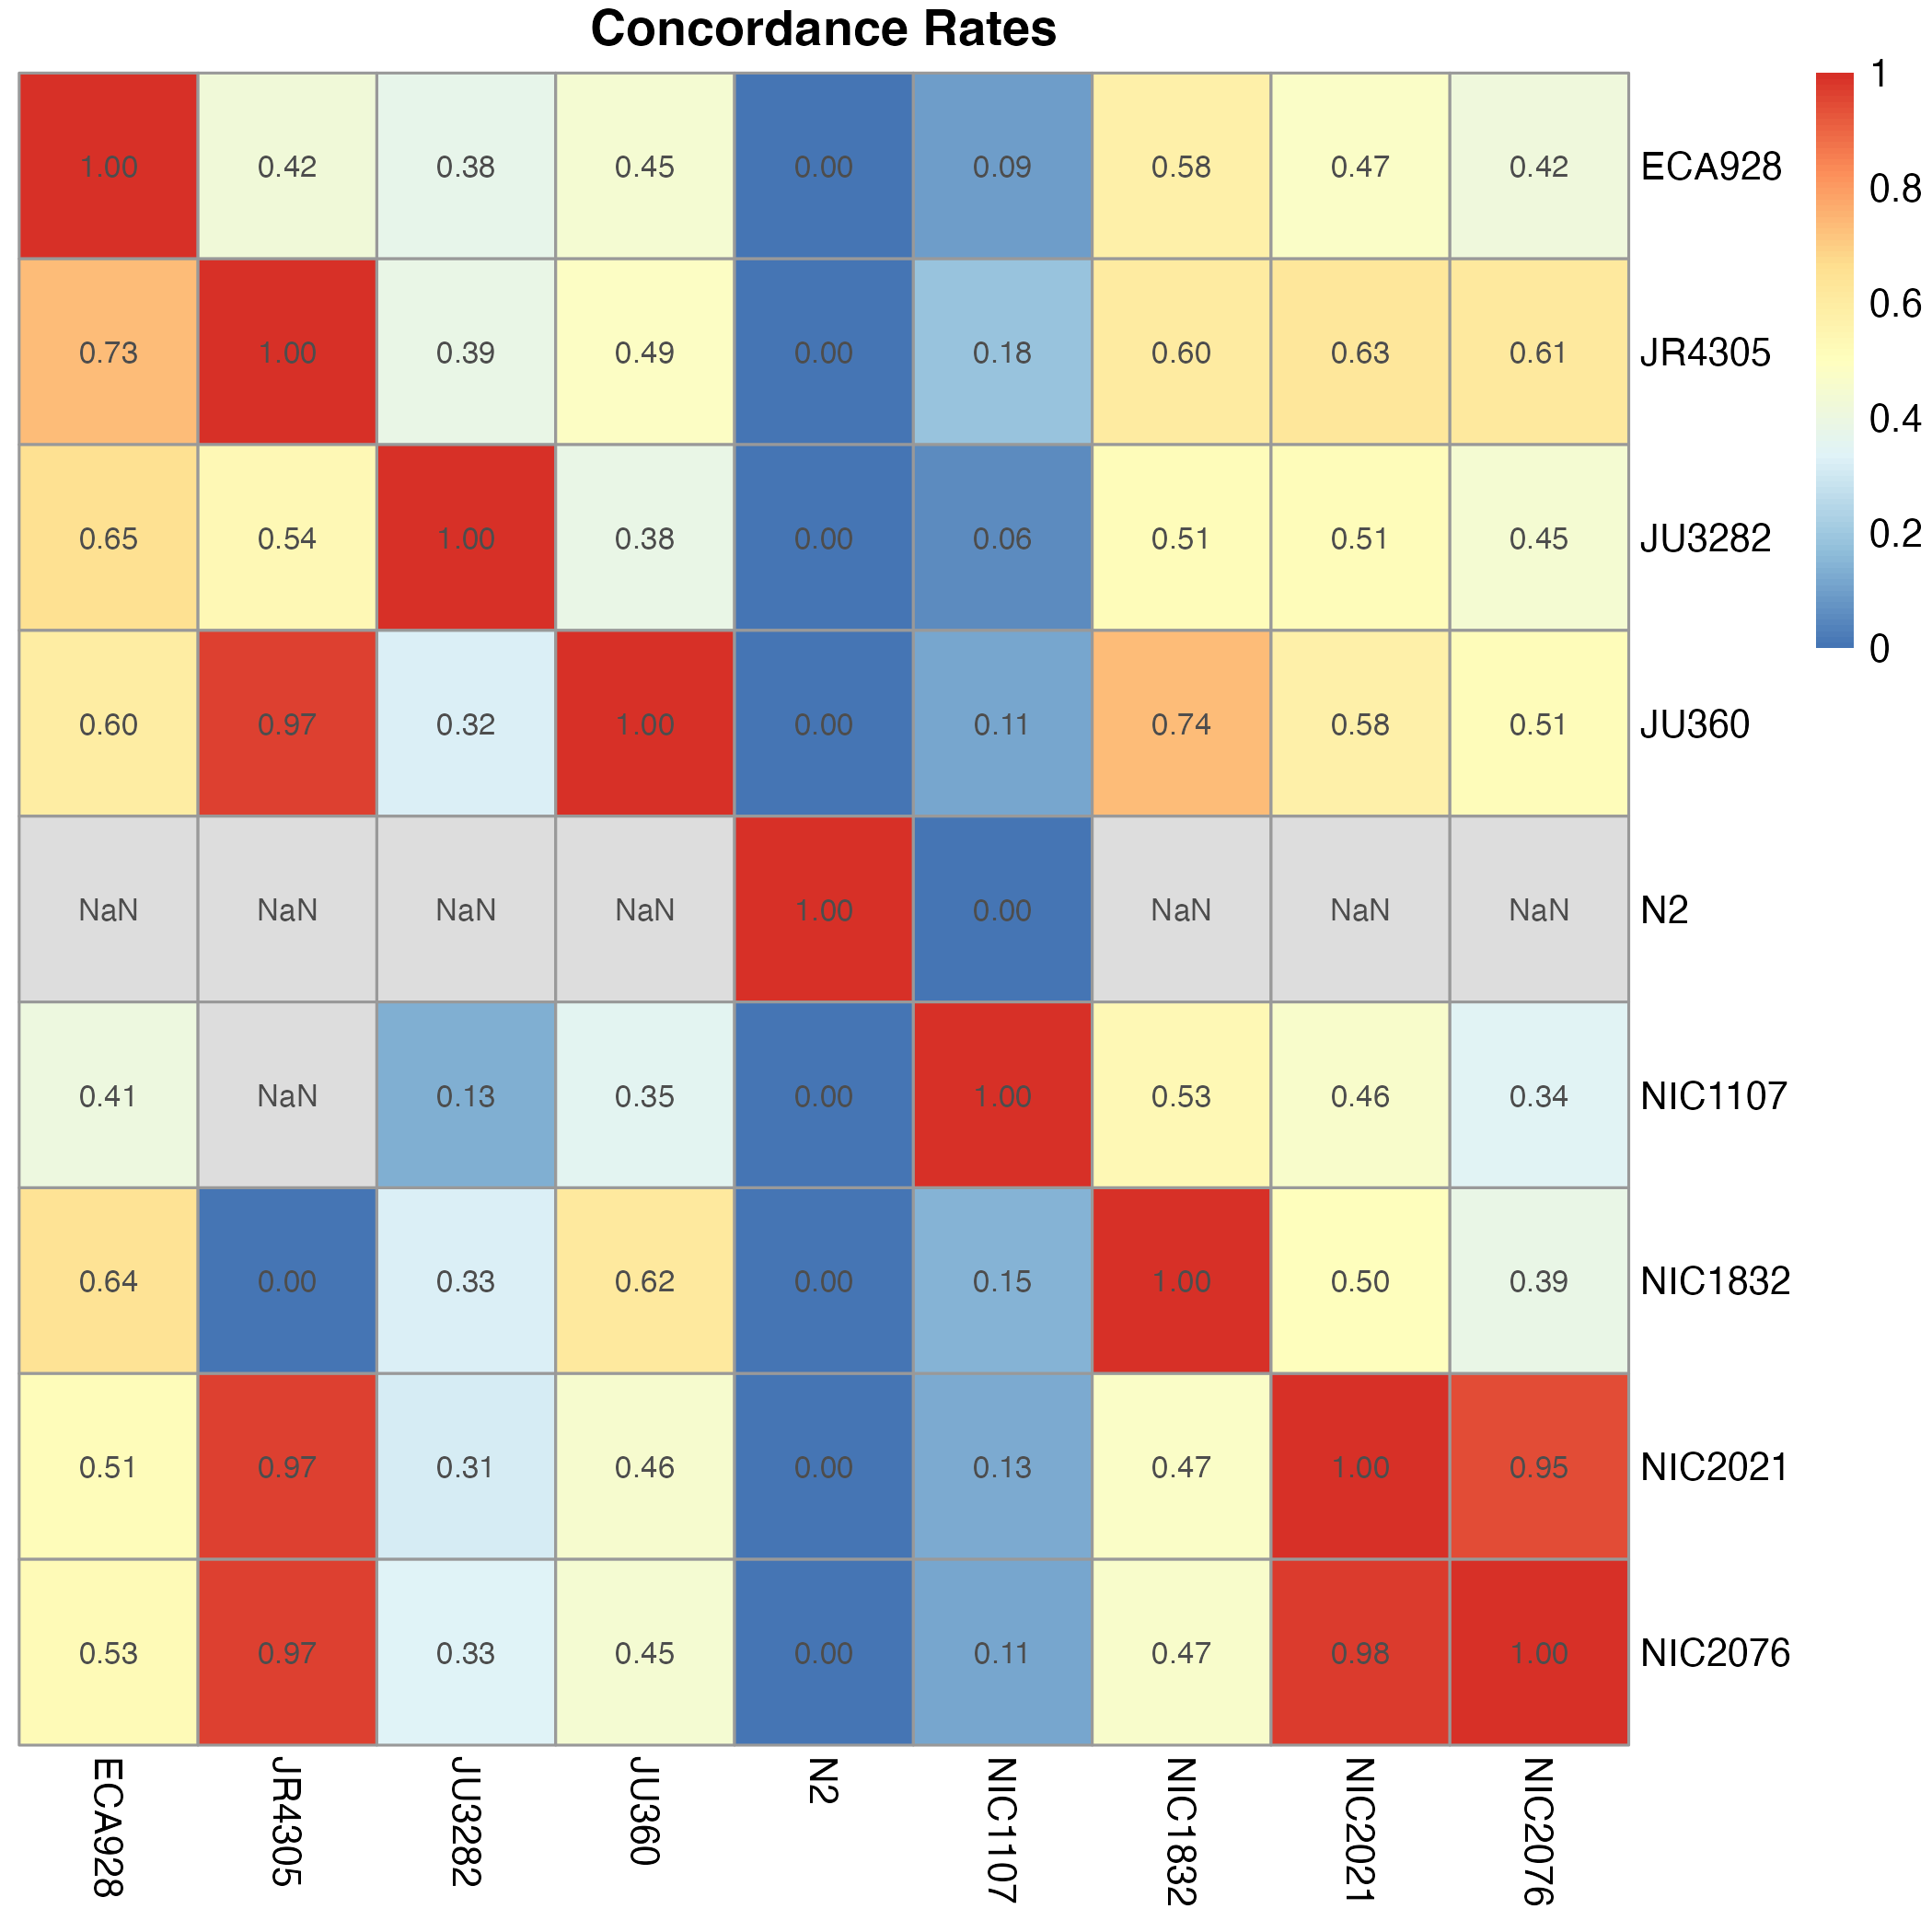 Concordance Rates
1.00 0.42 0.38 0.45 0.00 0.09 0.58 0.47 0.42 ECA928
0.73 1.00 0.39 0.49 0.00 0.18 0.60 0.63 0.61 JR4305
0.65 0.54 1.00 0.38 0.00 0.06 0.51 0.51 0.45 JU3282
0.60 0.97 0.32 1.00 0.00 0.11 0.74 0.58 0.51 JU360
NaN NaN NaN NaN 1.00 0.00 NaN NaN NaN N2
0.41 NaN 0.13 0.35 0.00 1.00 0.53 0.46 0.34 NIC1107
0.64 0.00 0.33 0.62 0.00 0.15 1.00 0.50 0.39 NIC1832
0.51 0.97 0.31 0.46 0.00 0.13 0.47 1.00 0.95 NIC2021
0.53 0.97 0.33 0.45 0.00 0.11 0.47 0.98 1.00 NIC2076
ECA928 JR4305 JU3282 JU360 N2 NIC1107 NIC1832 NIC2021 NIC2076
1
0.8
0.6
0.4
0.2
0